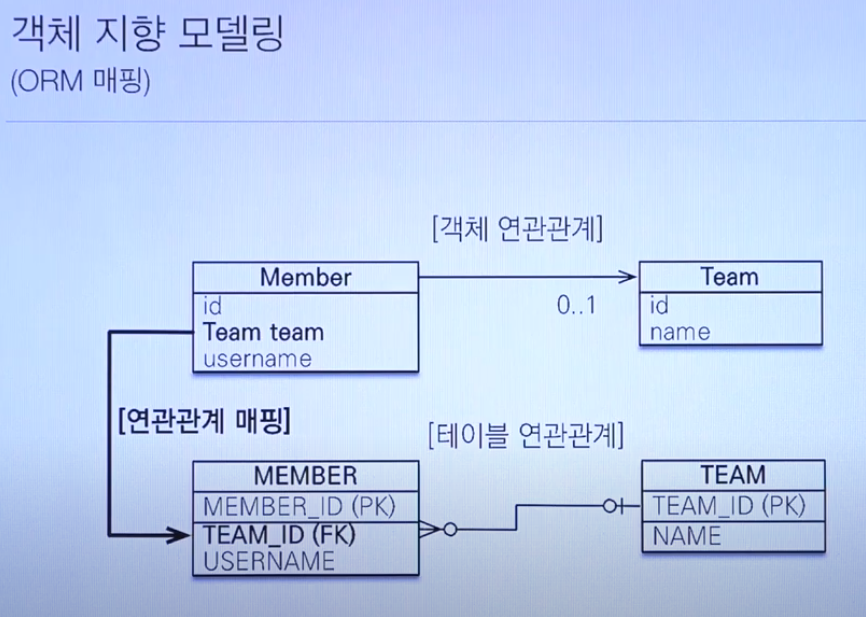 객체 지향 모델링
(ORM 매핑)
[객체 연관관계]
Member
id
Team team
username
0..1
Team
id
name
[연관관계 매핑]
[테이블 연관관계]
MEMBER
MEMBER_ID (PK)
TEAM_ID (FK)
USERNAME
TEAM
TEAM_ID (PK)
NAME